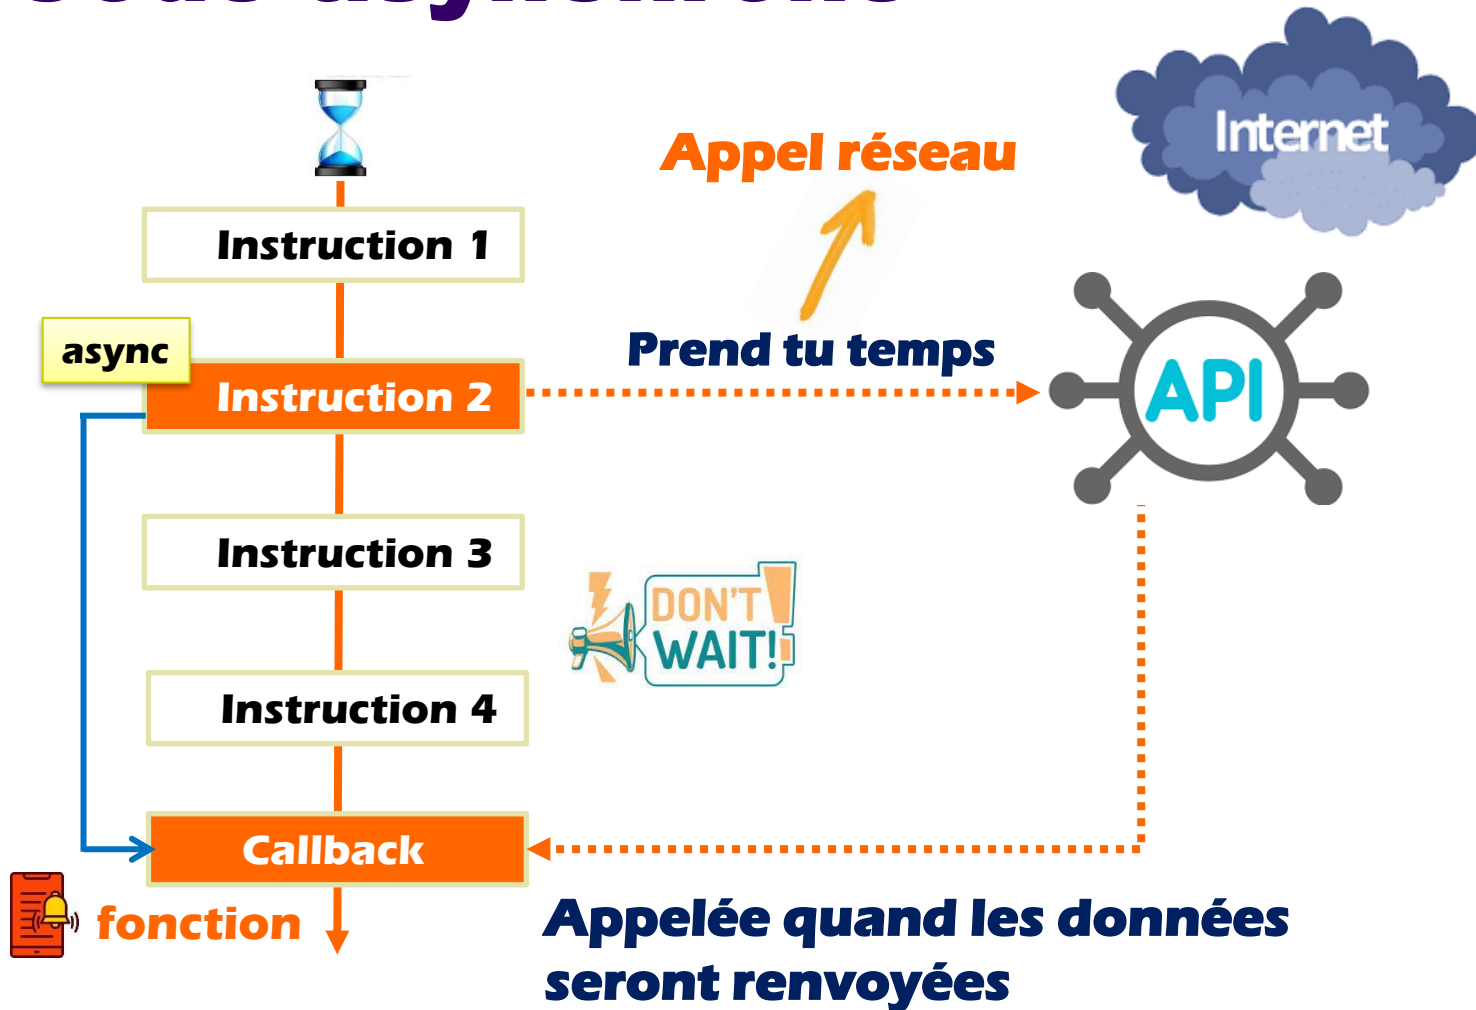 Internet
Appel réseau
Instruction 1
async
Prend tu temps
Instruction 2
API
Instruction 3
DON'T
WAIT!
Instruction 4
Callback
fonction
Appelée quand les données
seront renvoyées